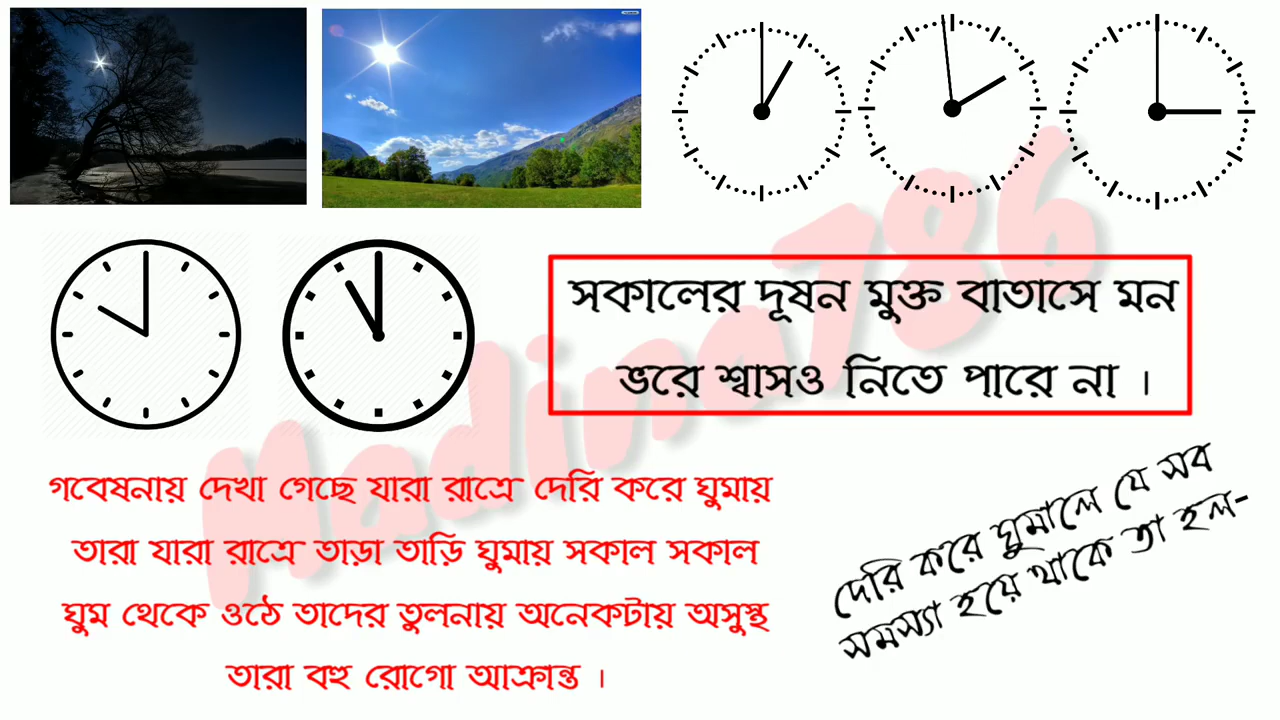 সকালের দূষন মুক্ত বাতাসে মন
ভরে শ্বাসও নিতে পারে না ।
গবেষনায় দেখা গেছে যারা রাত্রে দেরি করে ঘুমায়
তারা যারা রাত্রে তাড়া তাড়ি ঘুমায় সকাল সকাল
ঘুম থেকে ওঠে তাদের তুলনায় অনেকটায় অসুস্থ
তারা বহু রোগো আক্রান্ত ।
দেরি করে ঘুমালে যে সব
সমস্যা হয়ে থাকে তা হল-
Madina786